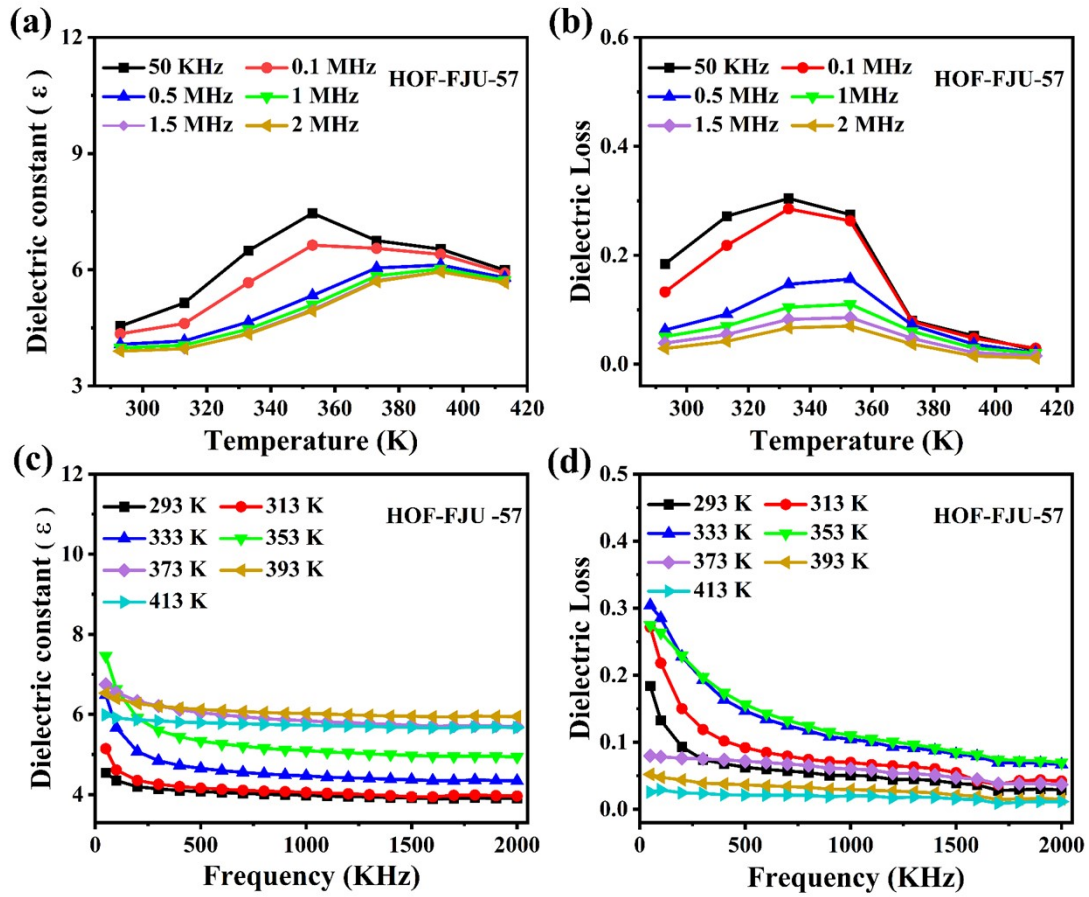 (a)
12
9
6
3
Dielectric constant ( ε )
50 KHz
0.1 MHz
HOF-FJU-57
0.5 MHz
1 MHz
1.5 MHz
2 MHz
300
320
340
360
380
400
420
Temperature (K)
(b)
0.6
0.4
0.2
0.0
Dielectric Loss
50 KHz
0.1 MHz
HOF-FJU-57
0.5 MHz
1MHz
1.5 MHz
2 MHz
300
320
340
360
380
400
420
Temperature (K)
(c)
12
10
8
6
4
Dielectric constant ( ε )
293 K
313 K
HOF-FJU -57
333 K
353 K
373 K
393 K
413 K
0
500
1000
1500
2000
Frequency (KHz)
(d)
0.5
0.4
0.3
0.2
0.1
0.0
Dielectric Loss
293 K
313 K
HOF-FJU-57
333 K
353 K
373 K
393 K
413 K
0
500
1000
1500
2000
Frequency (KHz)